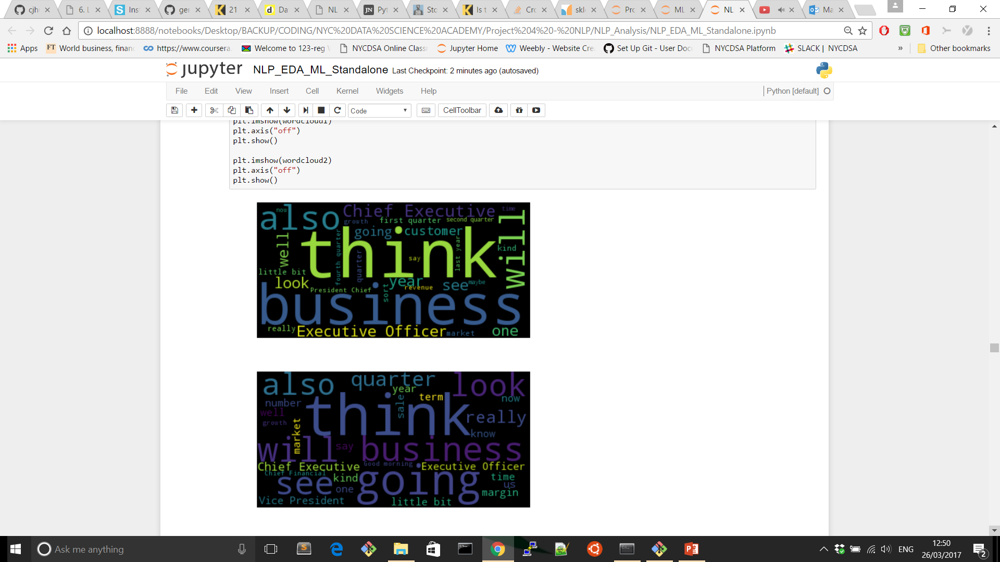 cjh
6. L
Ins
ger
21
Da
NL
Pyt
Sto
Is t
Cro
skl
Pro
ML
NL
Ma
localhost:8888/notebooks/Desktop/BACKUP/CODING/NYC%20DATA%20SCIENCE%20ACADEMY/Project%204%20-%20NLP/NLP_Analysis/NLP_EDA_ML_Standalone.ipynb
Apps FT World business, finan https://www.coursera. Welcome to 123-reg NYCDSA Online Class Jupyter Home Weebly - Website Cre Set Up Git - User Docu NYCDSA Platform SLACK | NYCDSA » Other bookmarks
jupyter NLP_EDA_ML_Standalone Last Checkpoint: 2 minutes ago (autosaved)
File Edit View Insert Cell Kernel Widgets Help Python [default]
Code CellToolbar
plt.imshow(wordcloud1)
plt.axis("off")
plt.show()
plt.imshow(wordcloud2)
plt.axis("off")
plt.show()
also
now
Chief Executive
time
growth
first quarter
second quarter
will
going
customer
well
think
fourth quarter
quarter
say
last year
kind
little bit
look
President Chief
sort
year
revenue
see
maybe
business
really
Executive Officer
market
one
also
quarter
look
year
term
now
number
think
sale
well
really
growth
market
know
will
say
business
Chief Executive
Good morning
Executive Officer
Chief Financial
see
kind
going
time
one
us
margin
Vice President
little bit
Ask me anything
ENG
12:50
26/03/2017
2